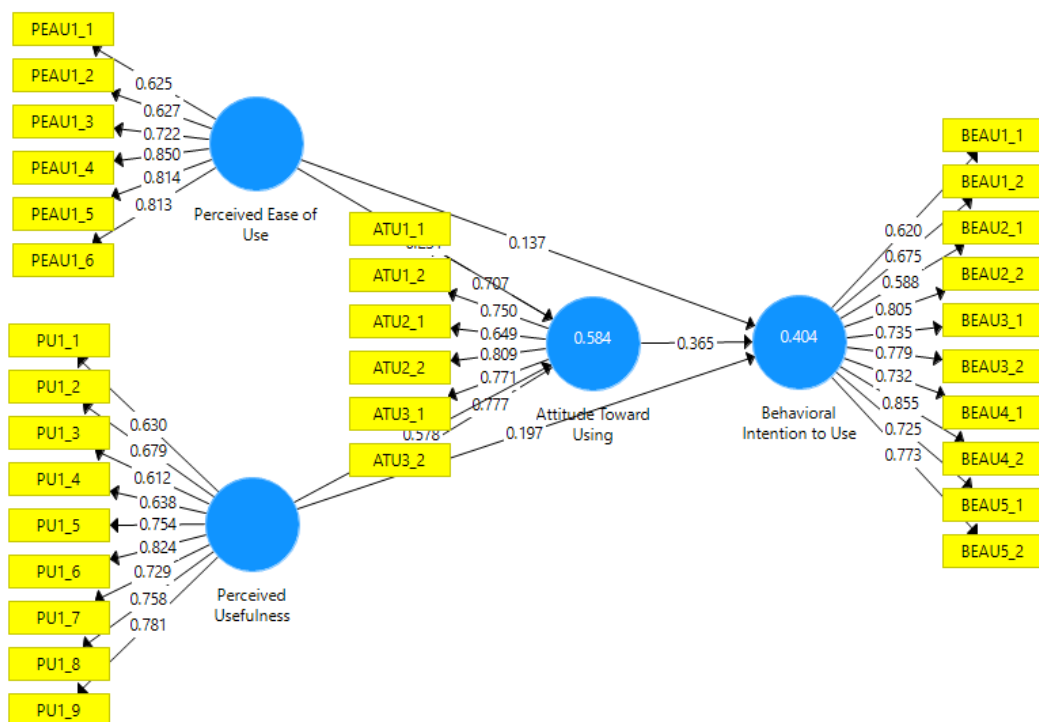 PEAU1_1
PEAU1_2
PEAU1_3
PEAU1_4
PEAU1_5
PEAU1_6
0.625
0.627
0.722
0.850
0.814
0.813
Perceived Ease of
Use
PU1_1
PU1_2
PU1_3
PU1_4
PU1_5
PU1_6
PU1_7
PU1_8
PU1_9
0.630
0.679
0.612
0.638
0.754
0.824
0.729
0.758
0.781
Perceived
Usefulness
ATU1_1
ATU1_2
ATU2_1
ATU2_2
ATU3_1
ATU3_2
0.707
0.750
0.649
0.809
0.771
0.777
0.578
0.584
Attitude Toward
Using
0.137
0.365
0.197
0.404
Behavioral
Intention to Use
0.620
0.675
0.588
0.805
0.735
0.779
0.732
0.855
0.725
0.773
BEAU1_1
BEAU1_2
BEAU2_1
BEAU2_2
BEAU3_1
BEAU3_2
BEAU4_1
BEAU4_2
BEAU5_1
BEAU5_2